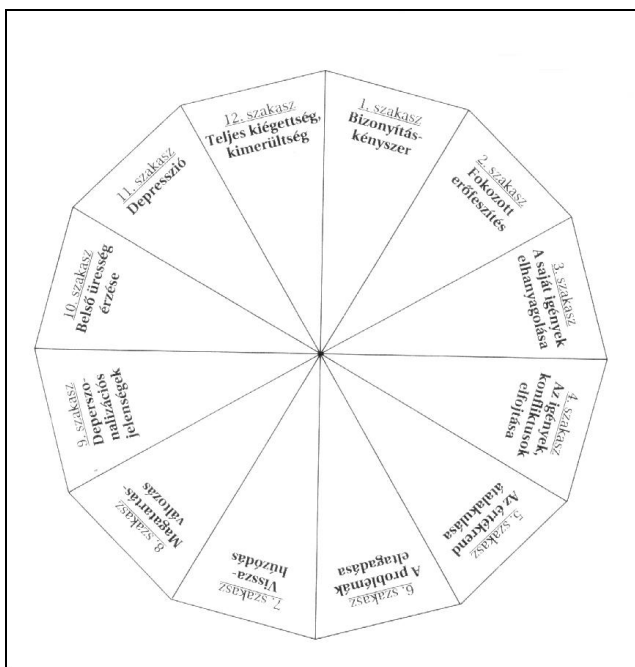 1. szakasz
Bizonyítás-
kényszer
2. szakasz
Fokozott
erőfeszítés
3. szakasz
A saját igények
elhanyagolása
4. szakasz
Az igények,
konfliktusok
elfojtása
5. szakasz
Az értékrend
átalakulása
6. szakasz
A problémák
eltagadása
7. szakasz
Vissza-
húzódás
8. szakasz
Magatartás-
változás
9. szakasz
Deperszo-
nalizációs
jelenségek
10. szakasz
Belső üresség
érzése
11. szakasz
Depresszió
12. szakasz
Teljes kiégettség,
kimerültség